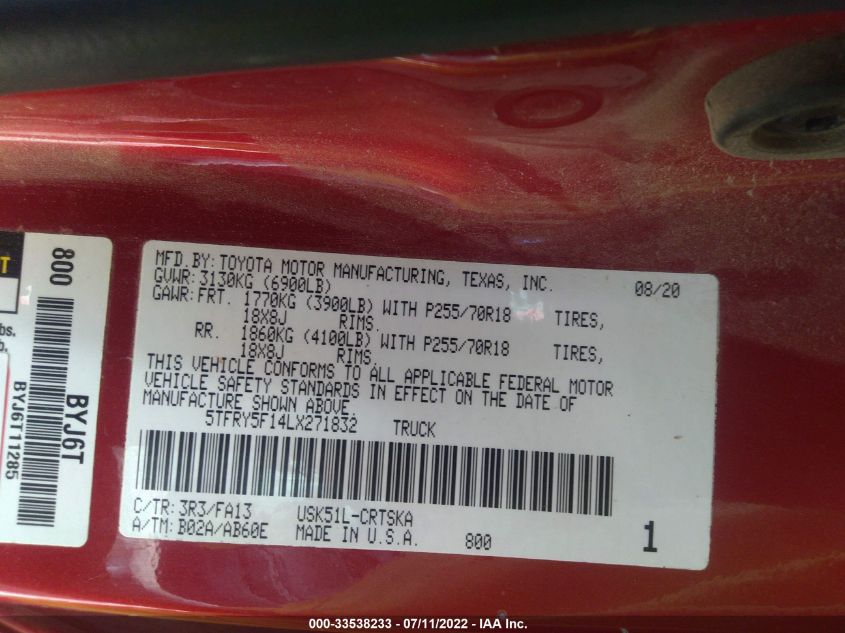 T
800
bs.
b.
BYJ6T
BYJ6T11285
MFD.BY: TOYOTA MOTOR MANUFACTURING, TEXAS, INC. 08/20
GVWR: 3130KG (6900LB)
GAWR: FRT. 1770KG (3900LB) WITH P255/70R18 TIRES,
18X8J RIMS.
RR. 1860KG (4100LB) WITH P255/70R18 TIRES,
18X8J RIMS.
THIS VEHICLE CONFORMS TO ALL APPLICABLE FEDERAL MOTOR
VEHICLE SAFETY STANDARDS IN EFFECT ON THE DATE OF
MANUFACTURE SHOWN ABOVE.
5TFRY5F14LX271832 TRUCK
C/TR: 3R3/FA13 USK51L-CRTSKA
A/TM: B02A/AB60E MADE IN U.S.A. 800 1
000-33538233 - 07/11/2022 - IAA Inc.